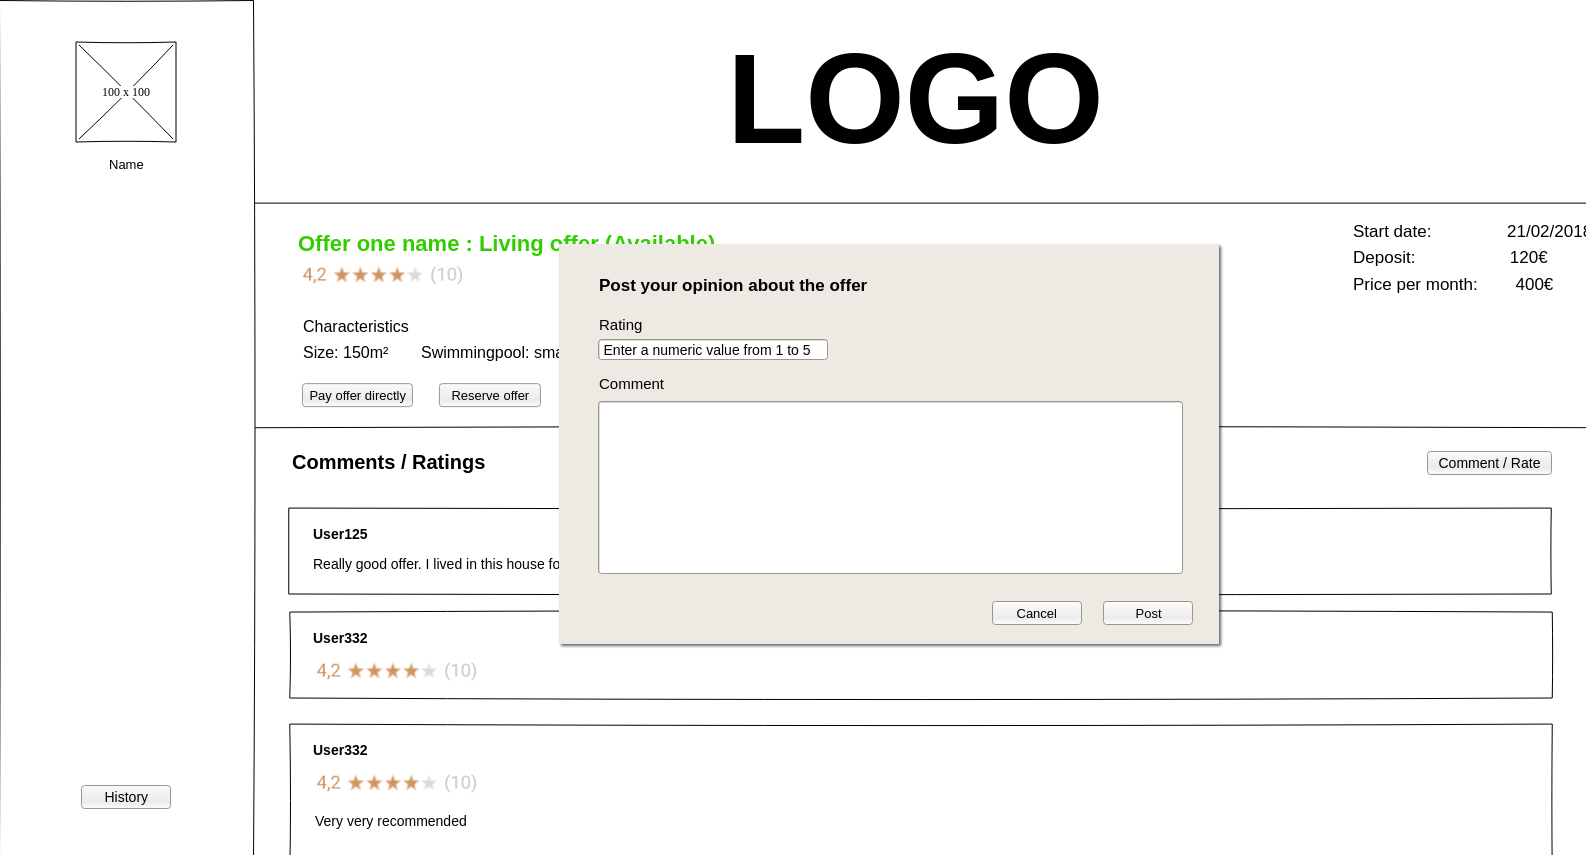 100 x 100
Name
History
LOGO
Offer one name : Living offer (Available)
4,2 ★★★★★ (10)
Start date: 21/02/2018
Deposit: 120€
Price per month: 400€
Characteristics
Size: 150m² Swimmingpool:
Pay offer directly Reserve offer
Post your opinion about the offer
Rating
Enter a numeric value from 1 to 5
Comment
Cancel Post
Comments / Ratings
Comment / Rate
User125
Really good offer. I lived in this house
User332
4,2 ★★★★★ (10)
User332
4,2 ★★★★★ (10)
Very very recommended